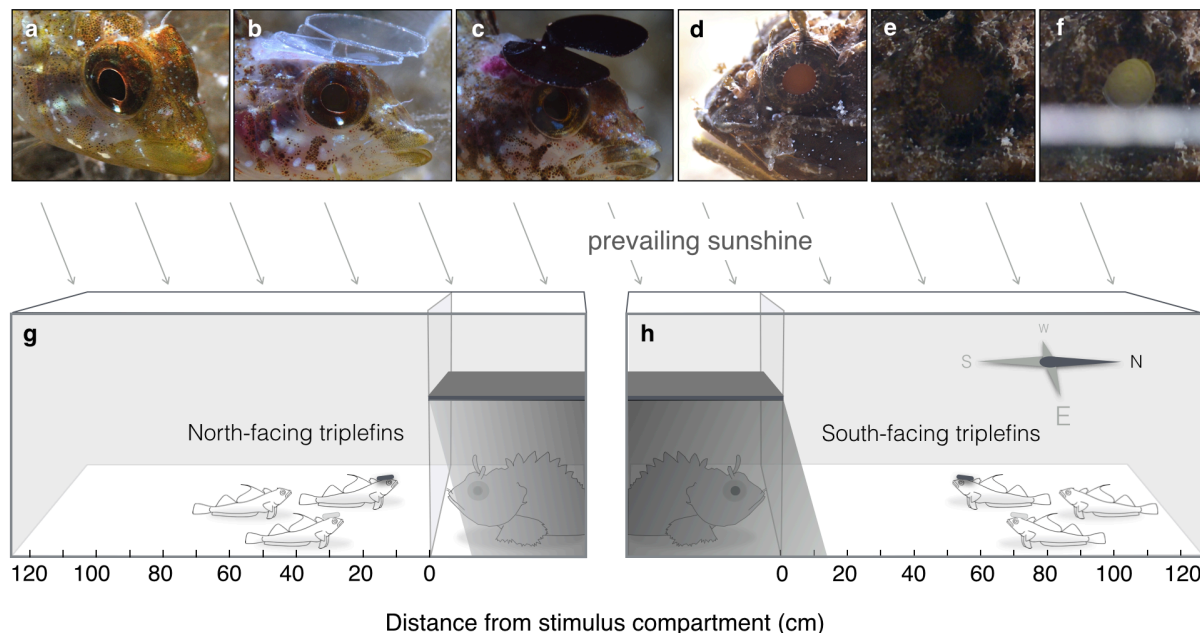 a b c d e f
prevailing sunshine
g h
W
S N
E
North-facing triplefins South-facing triplefins
120 100 80 60 40 20 0 0 20 40 60 80 100 120
Distance from stimulus compartment (cm)